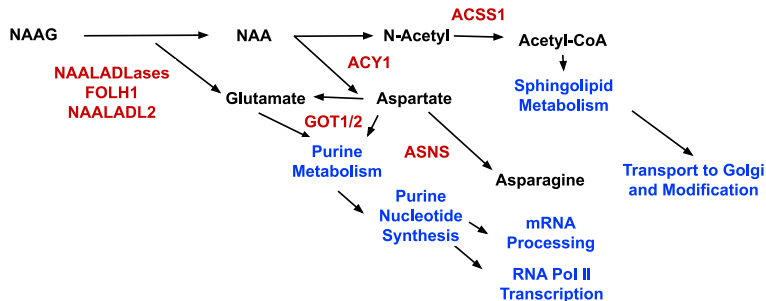 NAAG
NAA
N-Acetyl
ACSS1
Acetyl-CoA
NAALADLases
FOLH1
NAALADL2
ACY1
Glutamate
Aspartate
Sphingolipid
Metabolism
GOT1/2
Purine
Metabolism
ASNS
Asparagine
Transport to Golgi
and Modification
Purine
Nucleotide
Synthesis
mRNA
Processing
RNA Pol II
Transcription